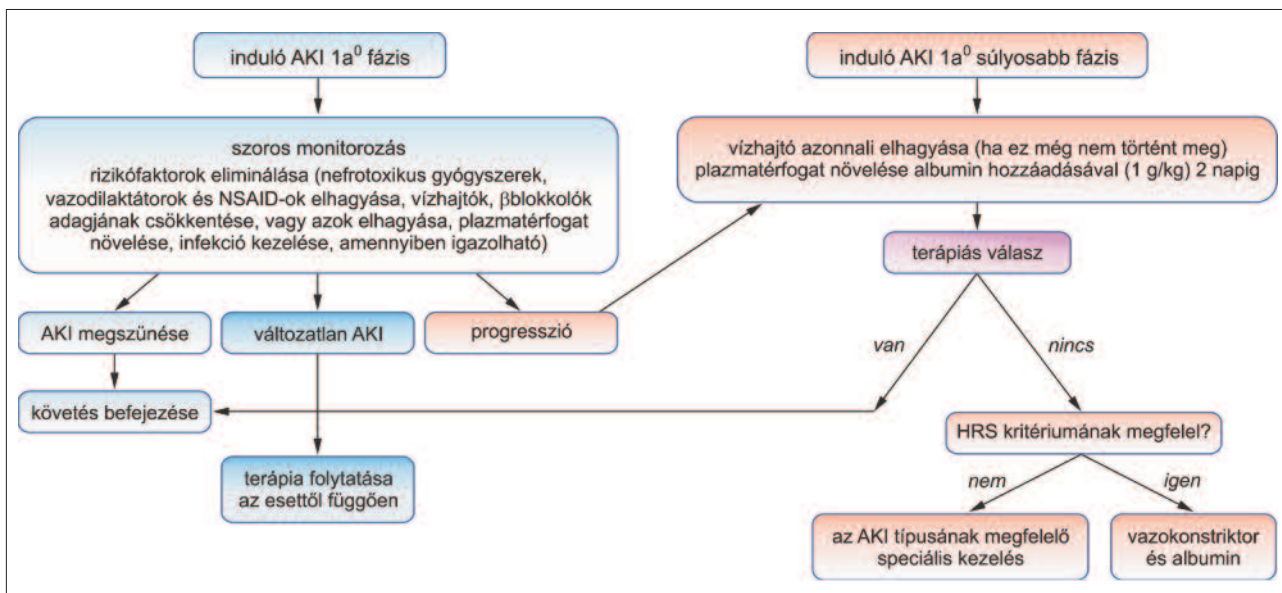 induló AKI 1a⁰ fázis
szoros monitorozás
rizikófaktorok eliminálása (nefrotoxikus gyógyszerek,
vazodilaktátorok és NSAID-ok elhagyása, vízhajtók, βblokkolók
adagjának csökkentése, vagy azok elhagyása, plazmatérfogat
növelése, infekció kezelése, amennyiben igazolható)
AKI megszünése
változatlan AKI
progresszió
követés befejezése
terápia folytatása
az esettől függően
induló AKI 1a⁰ súlyosabb fázis
vízhajtó azonnali elhagyása (ha ez még nem történt meg)
plazmatérfogat növelése albumin hozzáadásával (1 g/kg) 2 napig
terápiás válasz
van
nincs
HRS kritériumának megfelel?
nem
igen
az AKI típusának megfelelő
speciális kezelés
vazokonstriktor
és albumin